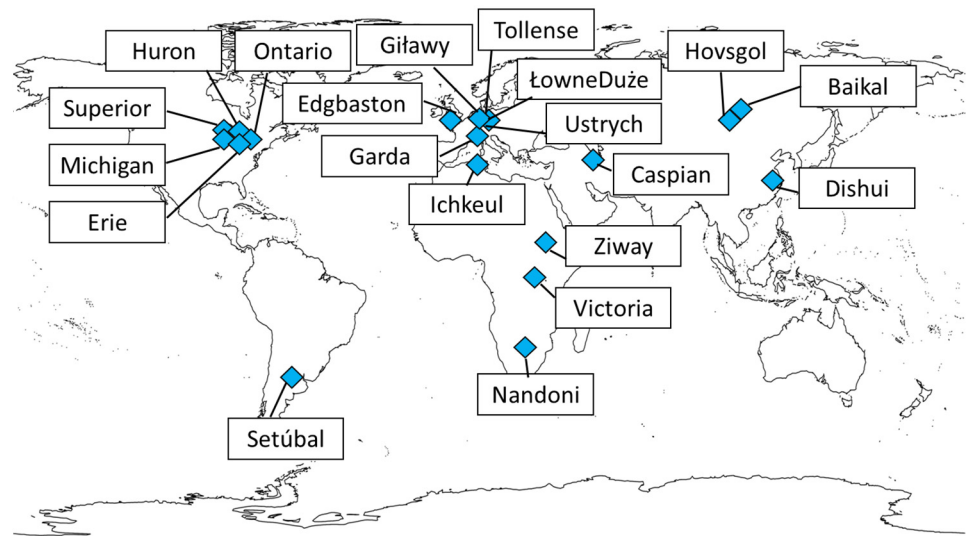 Tollense
Huron
Ontario
Giławy
Hovsgol
ŁowneDuże
Baikal
Superior
Edgbaston
Ustrych
Michigan
Garda
Caspian
Dishui
Erie
Ichkeul
Ziway
Victoria
Nandoni
Setúbal